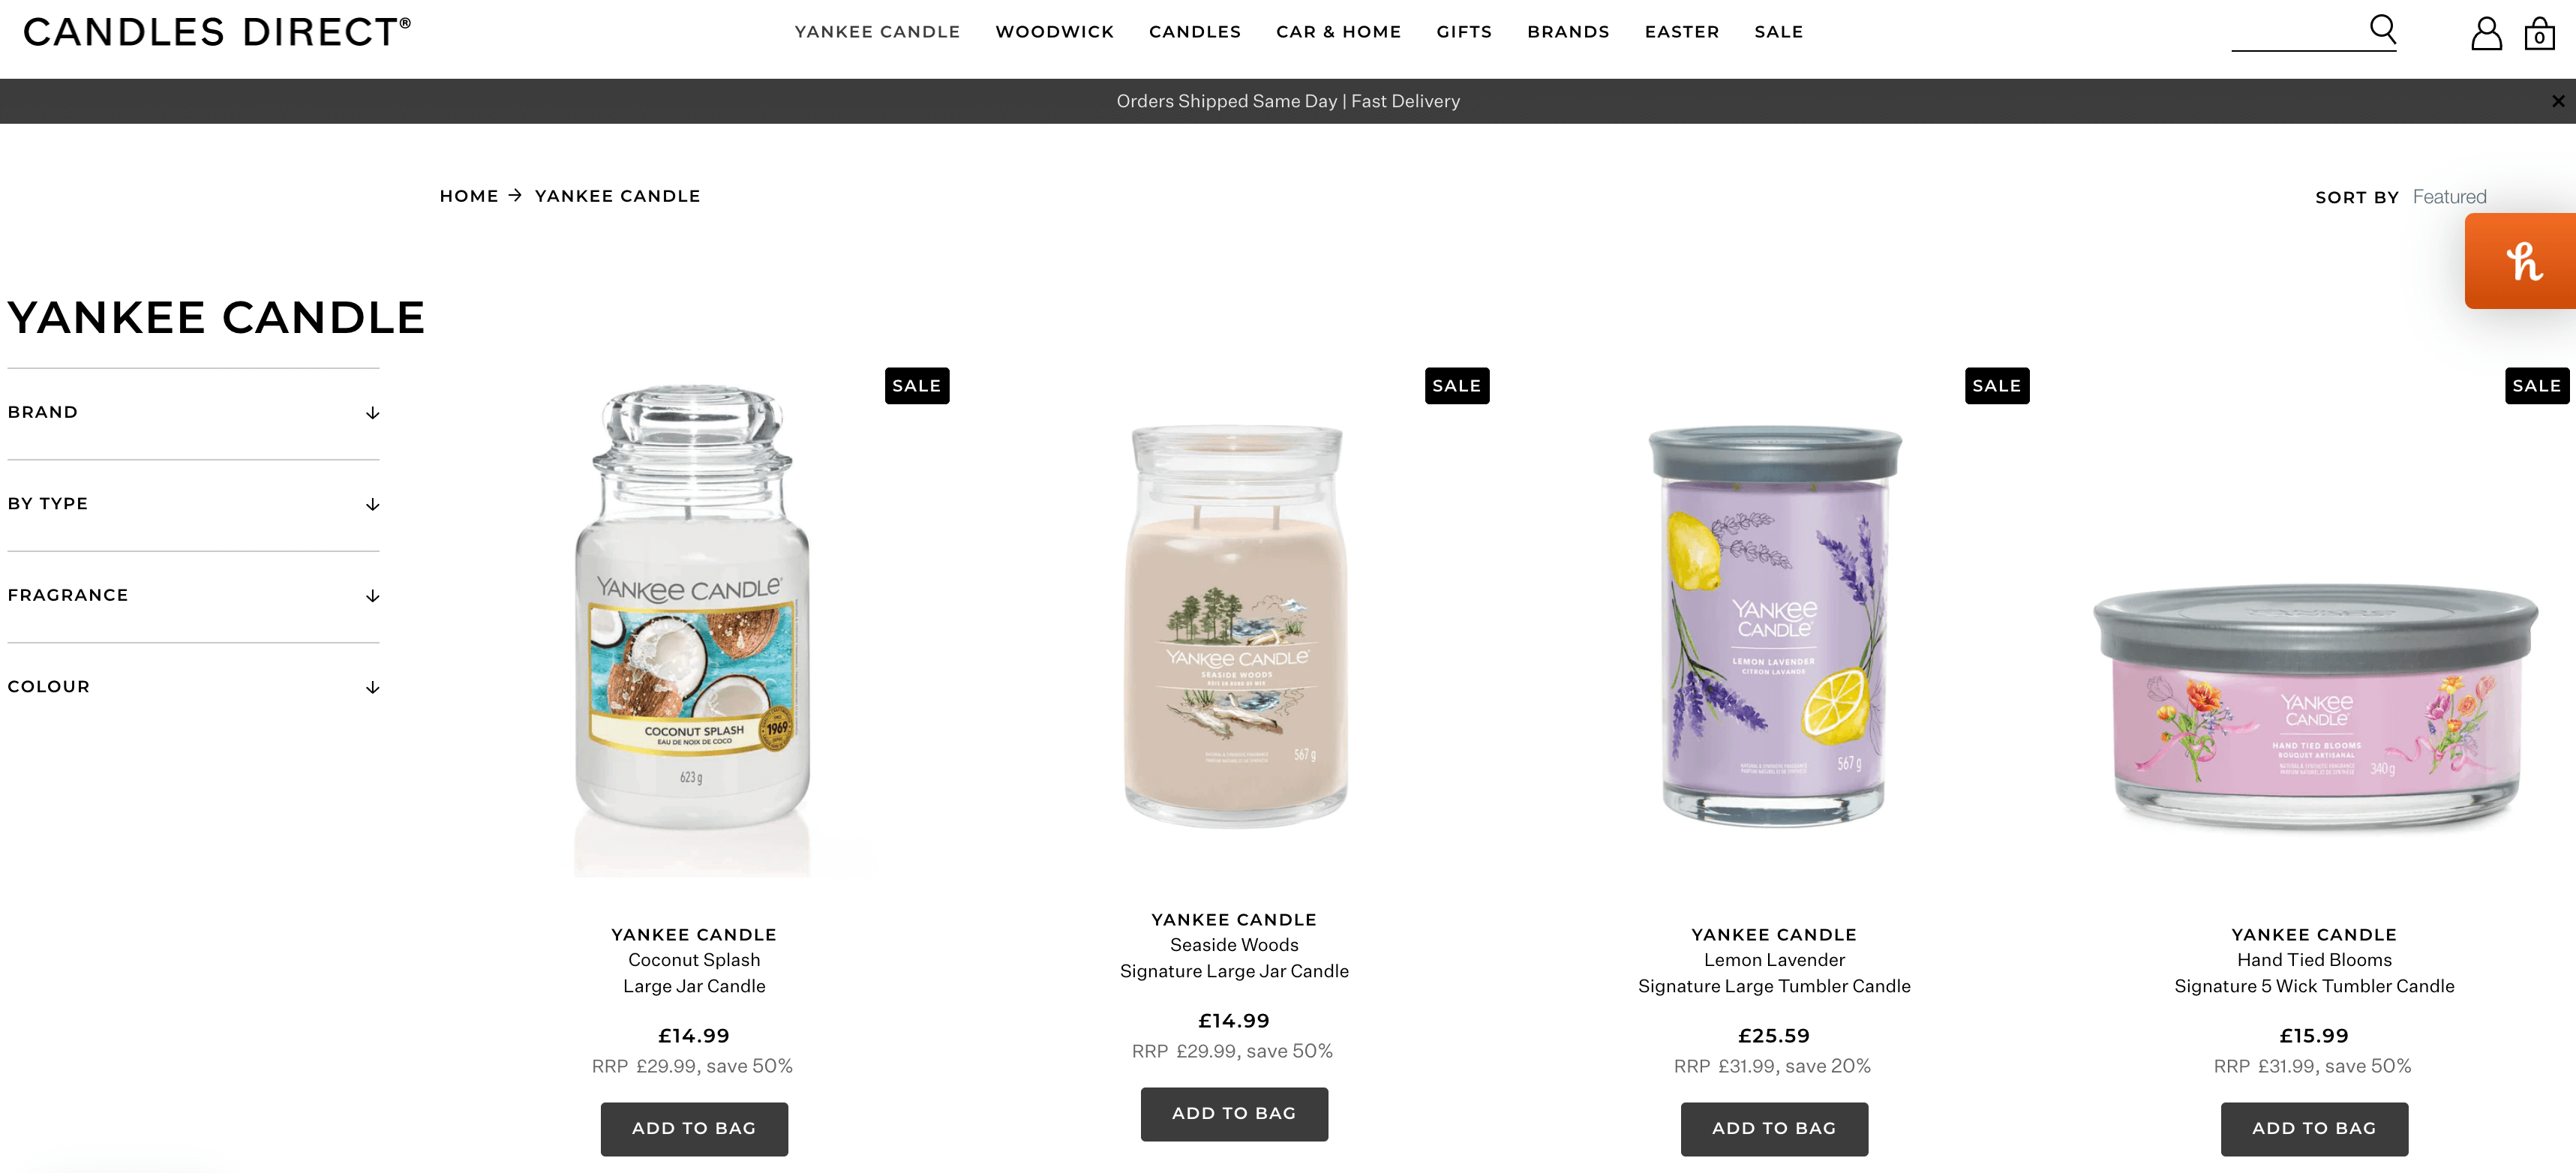 CANDLES DIRECT®
YANKEE CANDLE
WOODWICK
CANDLES
CAR & HOME
GIFTS
BRANDS
EASTER
SALE
0
Orders Shipped Same Day | Fast Delivery
×
HOME → YANKEE CANDLE
SORT BY Featured
h
YANKEE CANDLE
BRAND
BY TYPE
FRAGRANCE
COLOUR
SALE
YANKEE CANDLE
1969
COCONUT SPLASH
EAU DE NOIX DE COCO
623 g
YANKEE CANDLE
Coconut Splash
Large Jar Candle
£14.99
RRP £29.99, save 50%
ADD TO BAG
SALE
YANKEE CANDLE
SEASIDE WOODS
BOIS EN BORD DE MER
567 g
YANKEE CANDLE
Seaside Woods
Signature Large Jar Candle
£14.99
RRP £29.99, save 50%
ADD TO BAG
SALE
YANKEE
CANDLE
LEMON LAVENDER
CITRON LAVANDE
567 g
YANKEE CANDLE
Lemon Lavender
Signature Large Tumbler Candle
£25.59
RRP £31.99, save 20%
ADD TO BAG
SALE
YANKEE
CANDLE
HAND TIED BLOOMS
BOUQUET ARTISANAL
340 g
YANKEE CANDLE
Hand Tied Blooms
Signature 5 Wick Tumbler Candle
£15.99
RRP £31.99, save 50%
ADD TO BAG